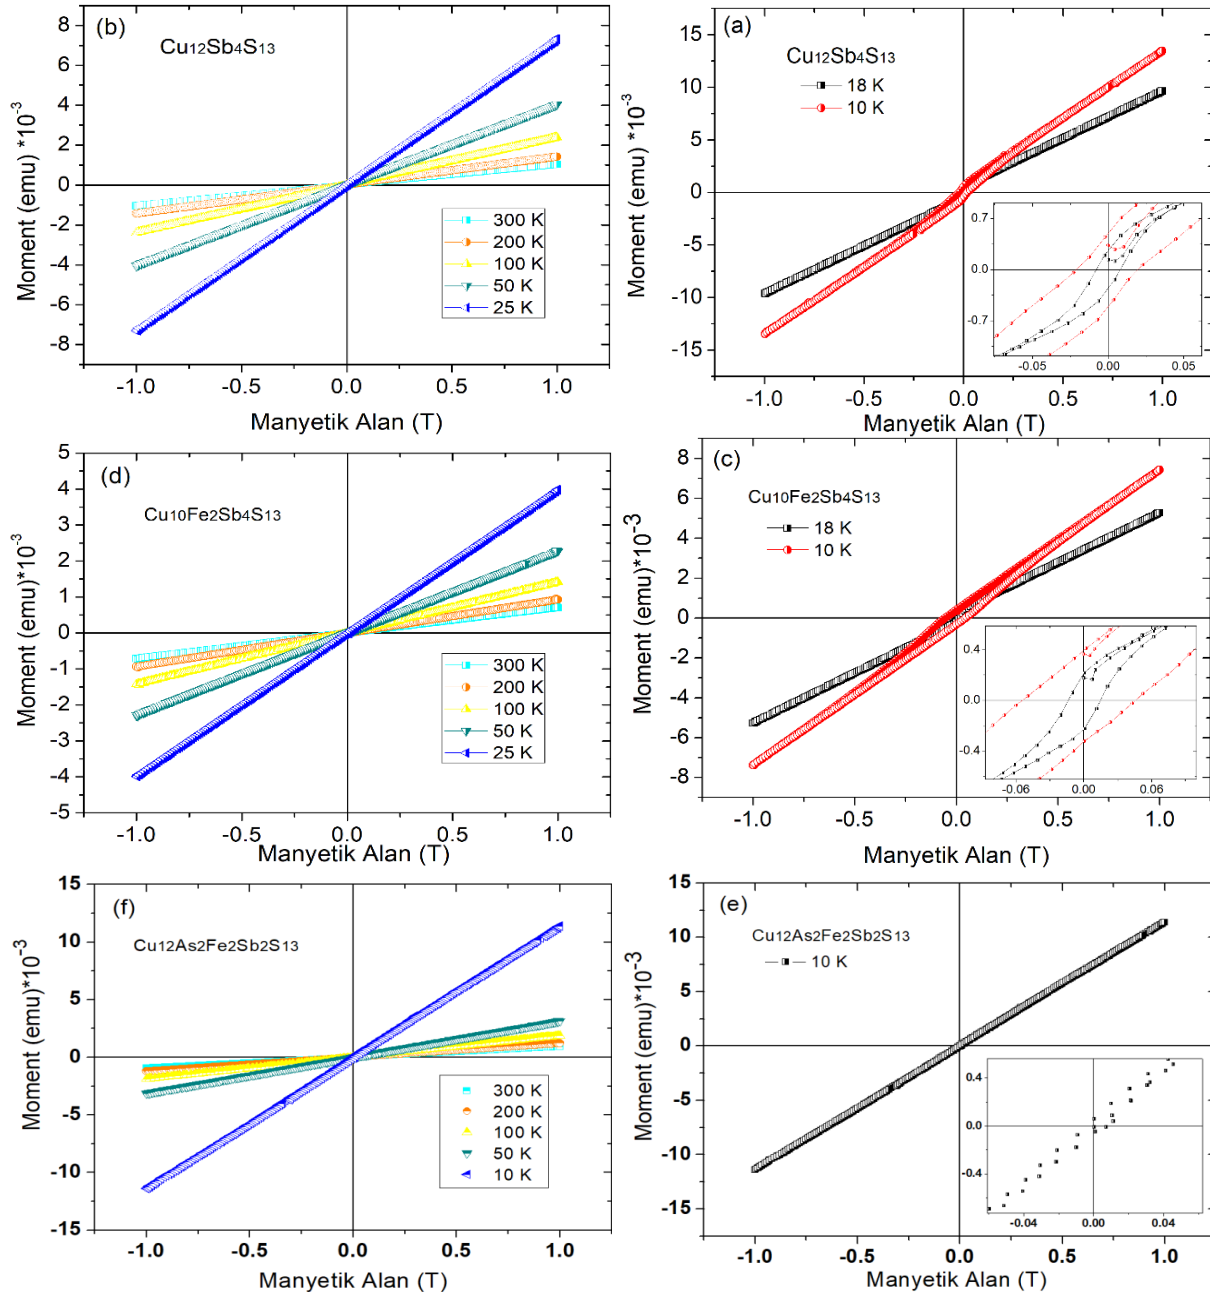 (b)
Cu12Sb4S13
Moment (emu) *10-3
8
6
4
2
0
-2
-4
-6
-8
300 K
200 K
100 K
50 K
25 K
-1.0
-0.5
0.0
0.5
1.0
Manyetik Alan (T)
(a)
Cu12Sb4S13
18 K
10 K
Moment (emu) *10-3
15
10
5
0
-5
-10
-15
0.7
0.0
-0.7
-0.05
0.00
0.05
-1.0
-0.5
0.0
0.5
1.0
Manyetik Alan (T)
(d)
Cu10Fe2Sb4S13
Moment (emu)*10-3
5
4
3
2
1
0
-1
-2
-3
-4
-5
300 K
200 K
100 K
50 K
25 K
-1.0
-0.5
0.0
0.5
1.0
Manyetik Alan (T)
(c)
Cu10Fe2Sb4S13
18 K
10 K
Moment (emu)*10-3
8
6
4
2
0
-2
-4
-6
-8
0.4
0.0
-0.4
-0.06
0.00
0.06
-1.0
-0.5
0.0
0.5
1.0
Manyetik Alan (T)
(f)
Cu12As2Fe2Sb2S13
Moment (emu)*10-3
15
10
5
0
-5
-10
-15
300 K
200 K
100 K
50 K
10 K
-1.0
-0.5
0.0
0.5
1.0
Manyetik Alan (T)
(e)
Cu12As2Fe2Sb2S13
10 K
Moment (emu)*10-3
15
10
5
0
-5
-10
0.4
0.0
-0.4
-0.04
0.00
0.04
-1.0
-0.5
0.0
0.5
1.0
Manyetik Alan (T)